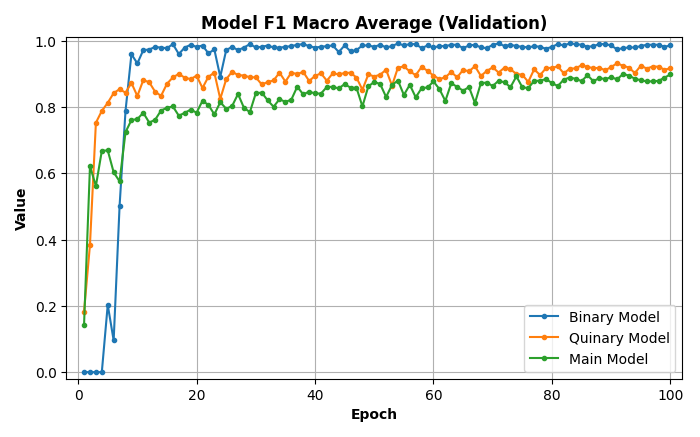 Model F1 Macro Average (Validation)
Value
1.0
0.8
0.6
0.4
0.2
0.0
0
20
40
60
80
100
Epoch
Binary Model
Quinary Model
Main Model